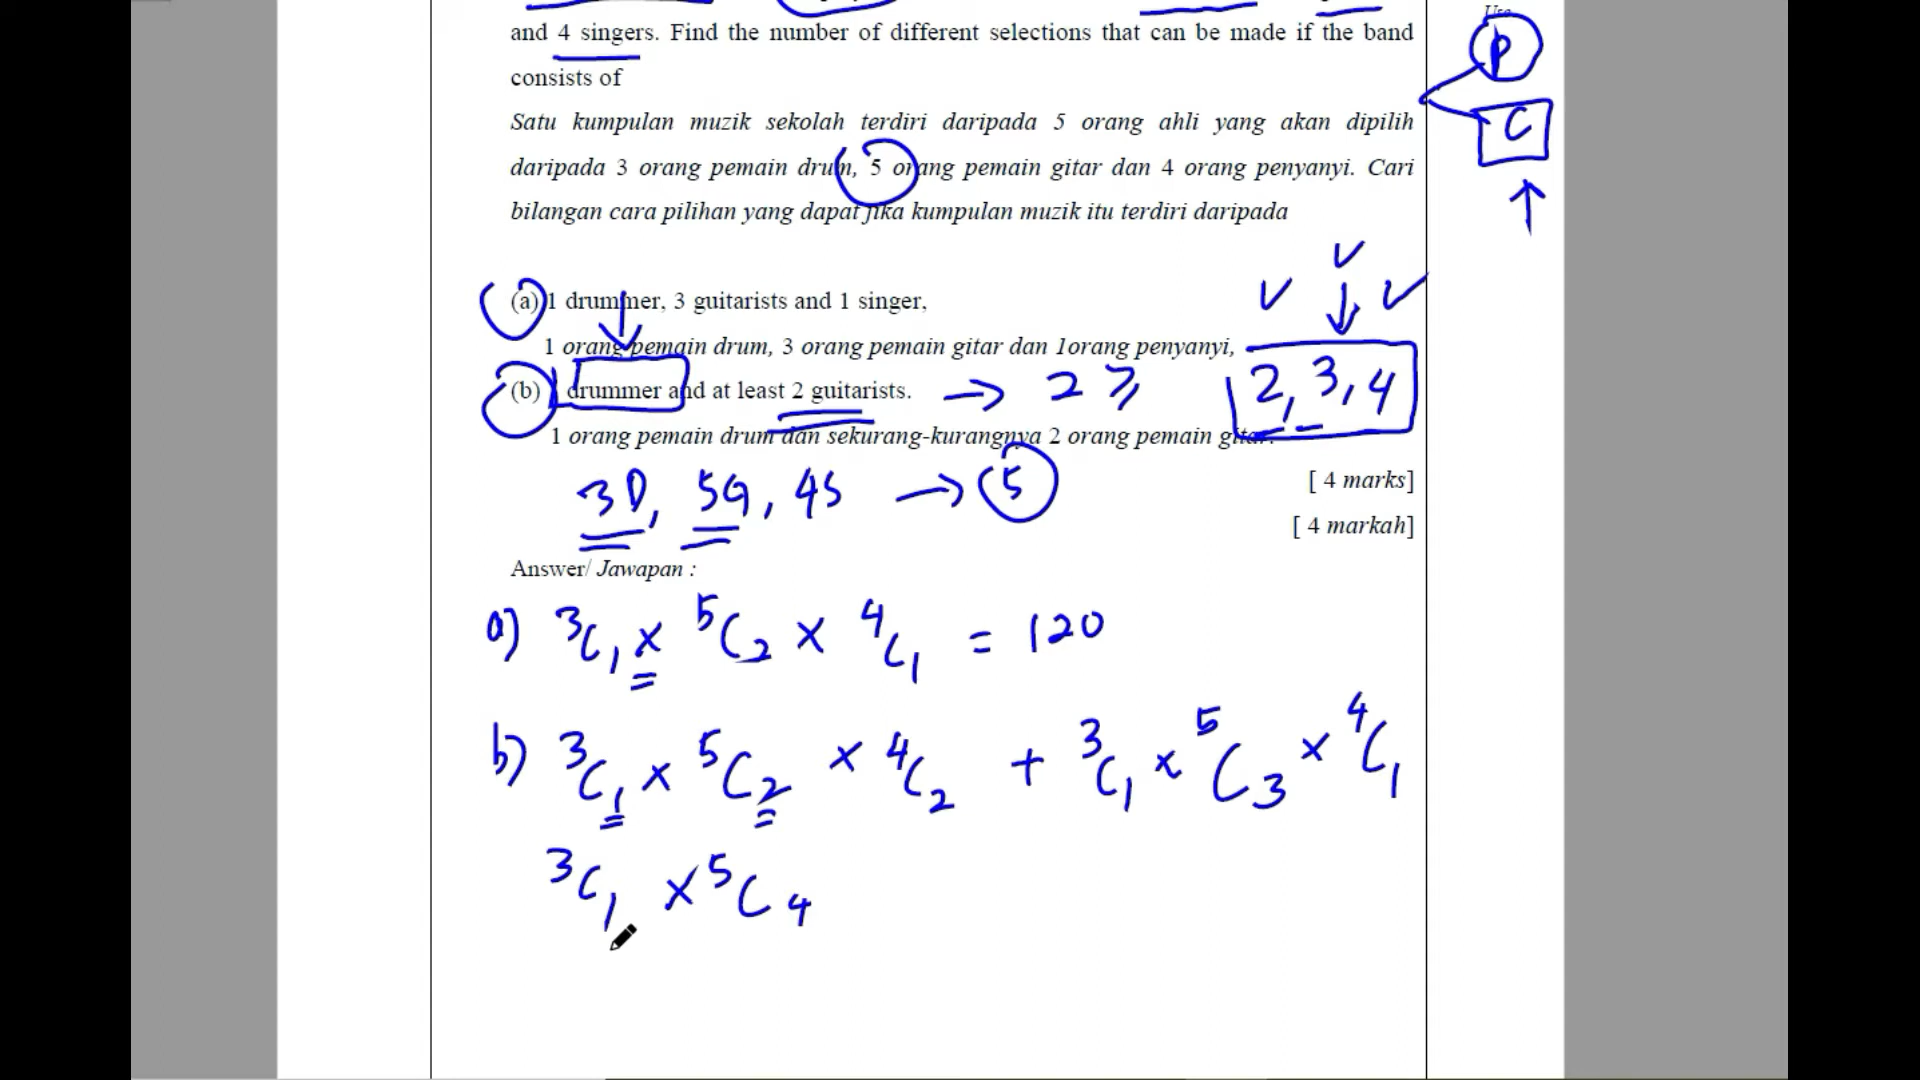 Use
P
and 4 singers. Find the number of different selections that can be made if the band
consists of
C
Satu kumpulan muzik sekolah terdiri daripada 5 orang ahli yang akan dipilih
daripada 3 orang pemain drum, 5 orang pemain gitar dan 4 orang penyanyi. Cari
bilangan cara pilihan yang dapat jika kumpulan muzik itu terdiri daripada
(a) 1 drummer, 3 guitarists and 1 singer,
1 orang pemain drum, 3 orang pemain gitar dan 1orang penyanyi,
(b) 1 drummer and at least 2 guitarists. → 2 ≥ 2, 3, 4
1 orang pemain drum dan sekurang-kurangnya 2 orang pemain gitar.
3D, 5G, 4S → 5
[ 4 marks]
[ 4 markah]
Answer/ Jawapan :
a) ³C₁ × ⁵C₂ × ⁴C₁ = 120
b) ³C₁ × ⁵C₂ × ⁴C₂ + ³C₁ × ⁵C₃ × ⁴C₁
³C₁ × ⁵C₄